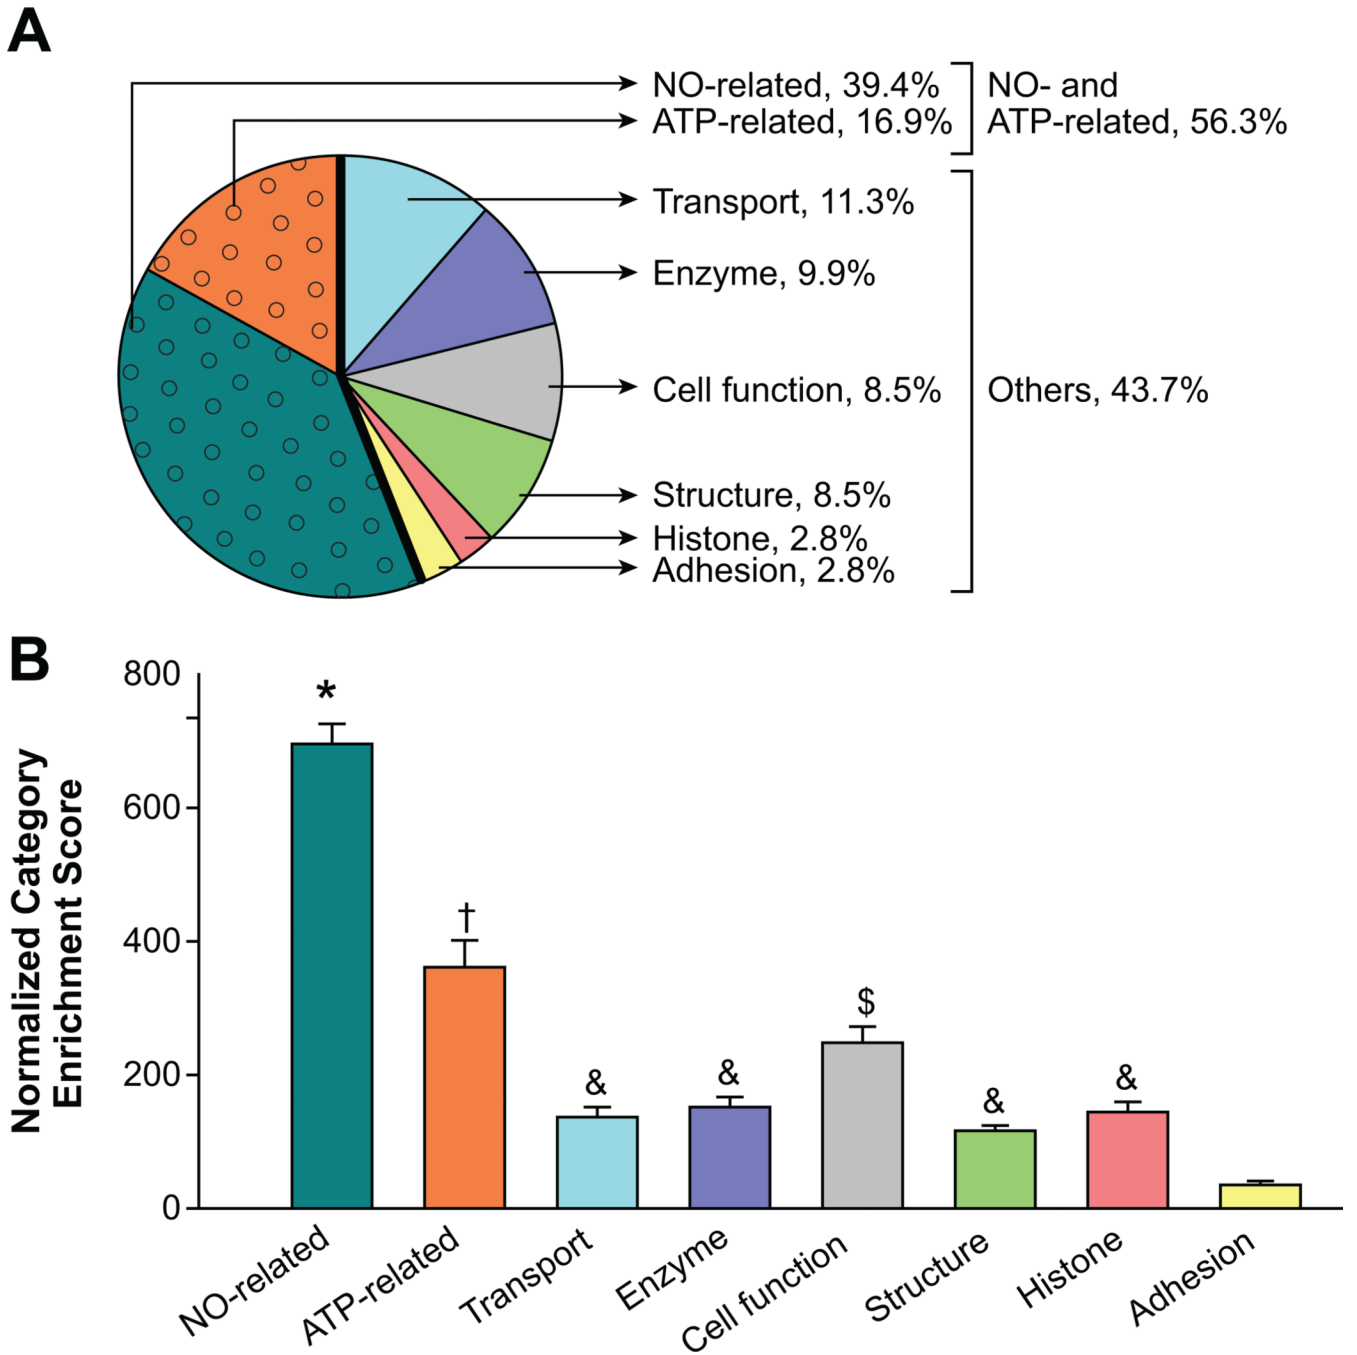 A
NO-related, 39.4%
ATP-related, 16.9%
NO- and
ATP-related, 56.3%
Transport, 11.3%
Enzyme, 9.9%
Cell function, 8.5%
Others, 43.7%
Structure, 8.5%
Histone, 2.8%
Adhesion, 2.8%
B
Normalized Category
Enrichment Score
800
600
400
200
0
*
†
&
&
$
&
&
NO-related
ATP-related
Transport
Enzyme
Cell function
Structure
Histone
Adhesion